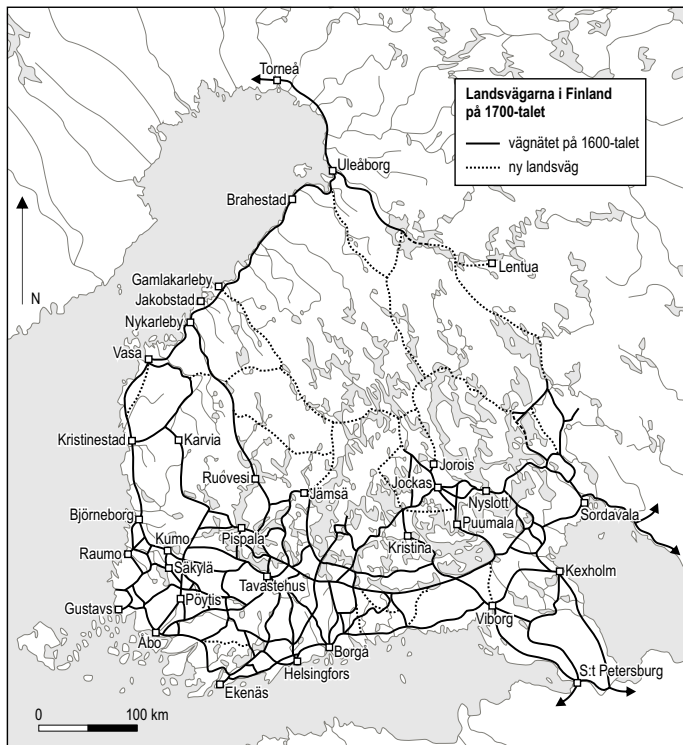 Torneå
Landsvägarna i Finland
på 1700-talet
vägnätet på 1600-talet
ny landsväg
Uleåborg
Brahestad
Lentua
Gamlakarleby
Jakobstad
N
Nykarleby
Vasa
Kristinestad
Karvia
Jorois
Ruovesi
Jockas
Jämsä
Nyslott
Sordavala
Björneborg
Puumala
Kumo
Pispala
Kristina
Raumo
Säkylä
Kexholm
Tavastehus
Gustavs
Pöytis
Viborg
Åbo
Borgå
Helsingfors
S:t Petersburg
Ekenäs
0 100 km